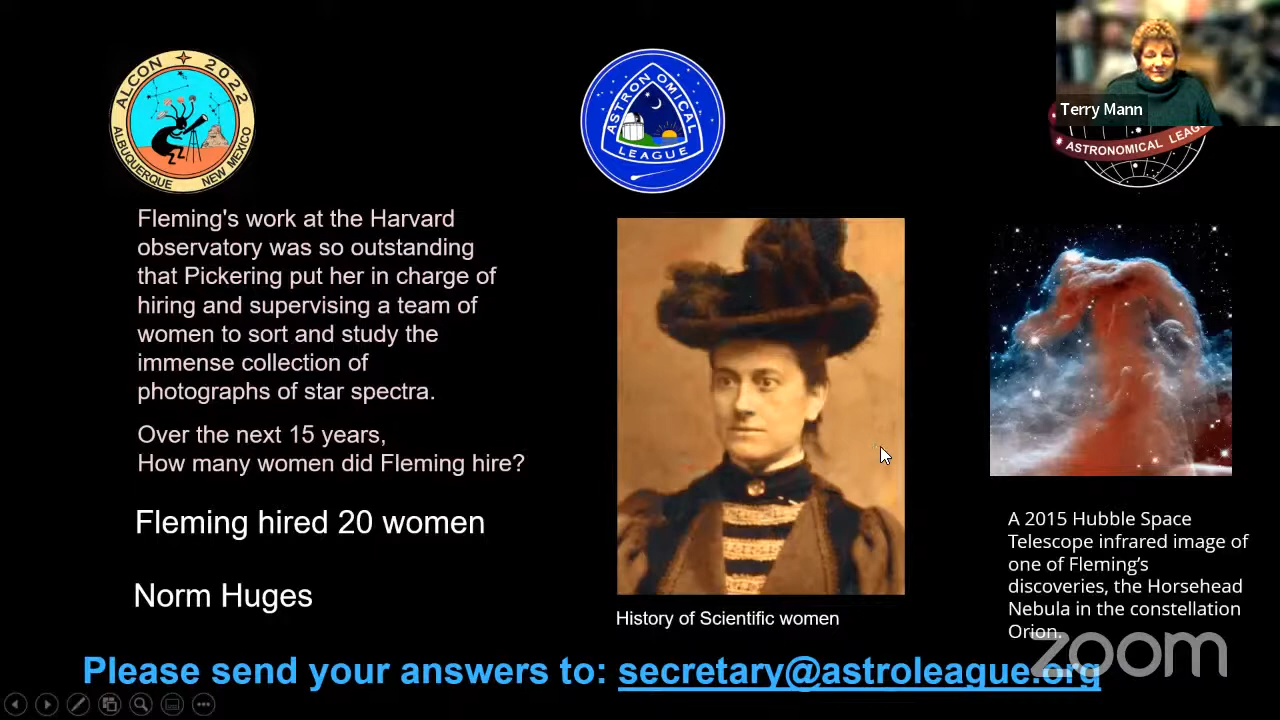 ALCON 2022
ALBUQUERQUE NEW MEXICO
ASTRONOMICAL
LEAGUE
Terry Mann
ASTRONOMICAL
Fleming's work at the Harvard
observatory was so outstanding
that Pickering put her in charge of
hiring and supervising a team of
women to sort and study the
immense collection of
photographs of star spectra.
Over the next 15 years,
How many women did Fleming hire?
Fleming hired 20 women
Norm Huges
History of Scientific women
A 2015 Hubble Space
Telescope infrared image of
one of Fleming’s
discoveries, the Horsehead
Nebula in the constellation
Orion.
zoom
Please send your answers to: secretary@astroleague.org